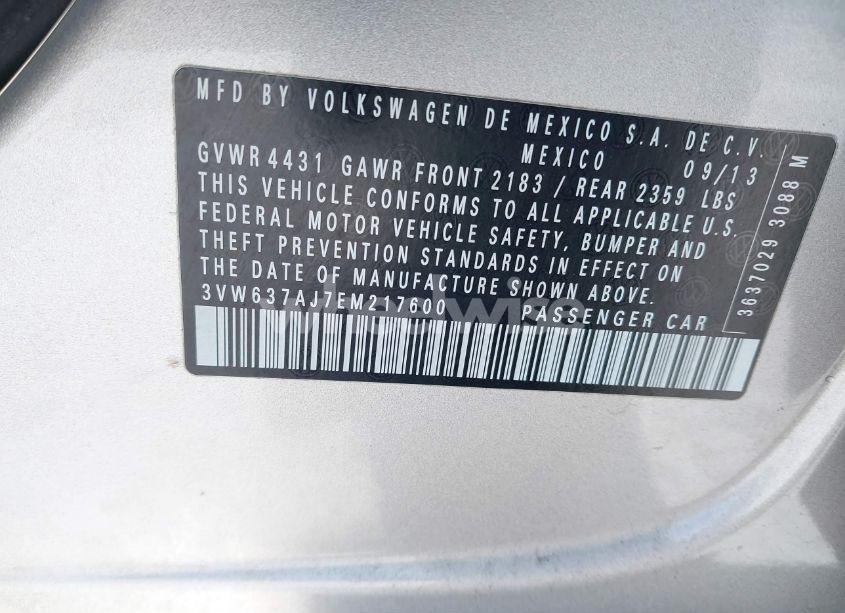 MFD BY VOLKSWAGEN DE MEXICO S.A. DE C.V.
MEXICO 09/13
GVWR 4431 GAWR FRONT 2183 / REAR 2359 LBS
THIS VEHICLE CONFORMS TO ALL APPLICABLE U.S.
FEDERAL MOTOR VEHICLE SAFETY, BUMPER AND
THEFT PREVENTION STANDARDS IN EFFECT ON
THE DATE OF MANUFACTURE SHOWN ABOVE.
3VW637AJ7EM217600 PASSENGER CAR
3637029 3088 M
wheelwise